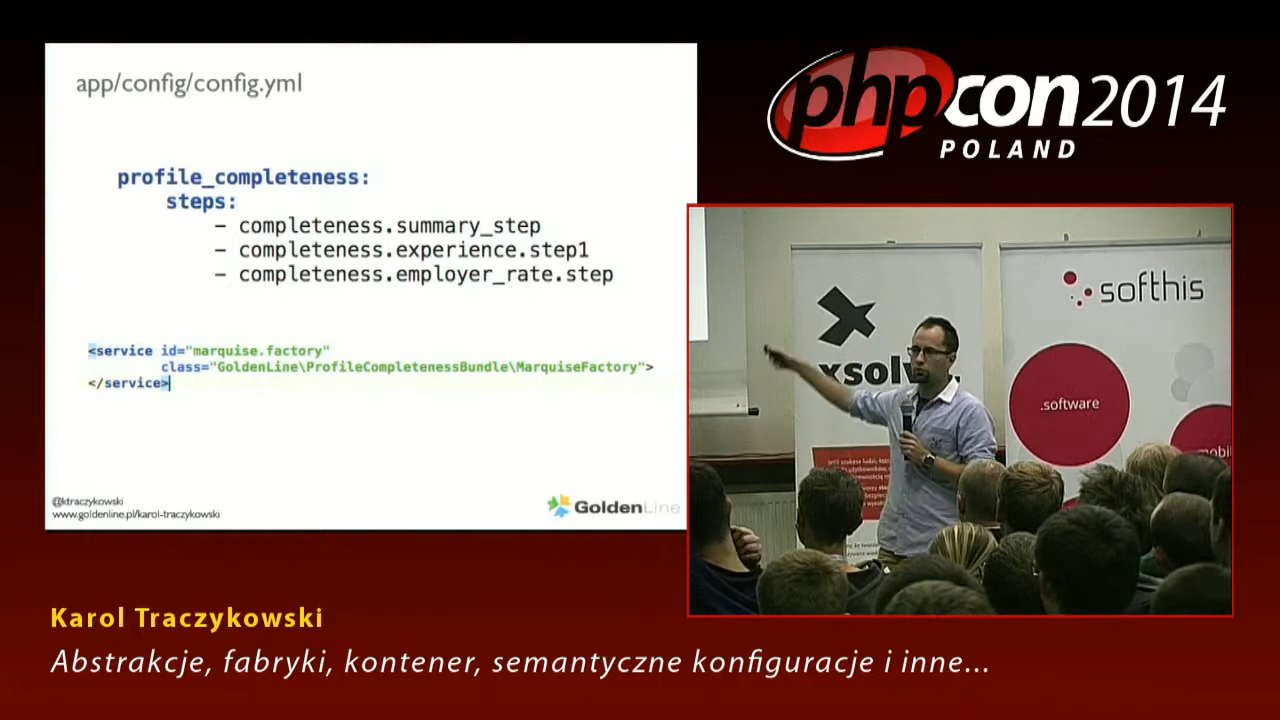 app/config/config.yml
profile_completeness:
steps:
- completeness.summary_step
- completeness.experience.step1
- completeness.employer_rate.step
<service id="marquise.factory"
class="GoldenLine\ProfileCompletenessBundle\MarquiseFactory">
</service>
@ktraczykowski
www.goldenline.pl/karol-traczykowski
GoldenLine
phpcon 2014
POLAND
softhis
.software
Karol Traczykowski
Abstrakcje, fabryki, kontener, semantyczne konfiguracje i inne...